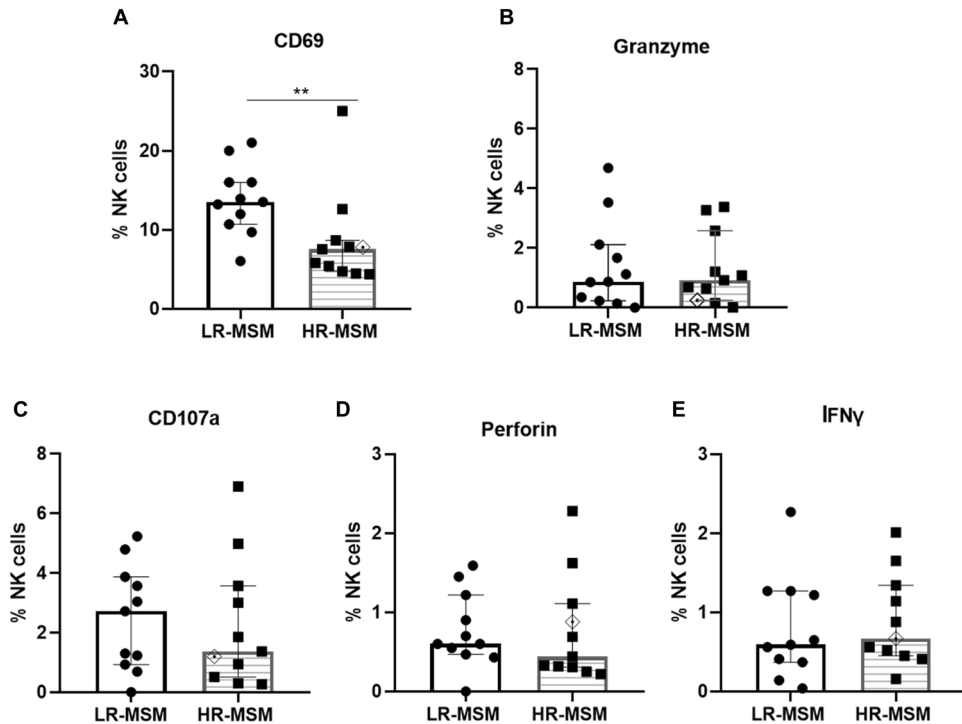 A
CD69
% NK cells
30
20
10
0
**
LR-MSM HR-MSM
B
Granzyme
% NK cells
8
6
4
2
0
LR-MSM HR-MSM
C
CD107a
% NK cells
8
6
4
2
0
LR-MSM HR-MSM
D
Perforin
% NK cells
3
2
1
0
LR-MSM HR-MSM
E
IFNγ
% NK cells
3
2
1
0
LR-MSM HR-MSM